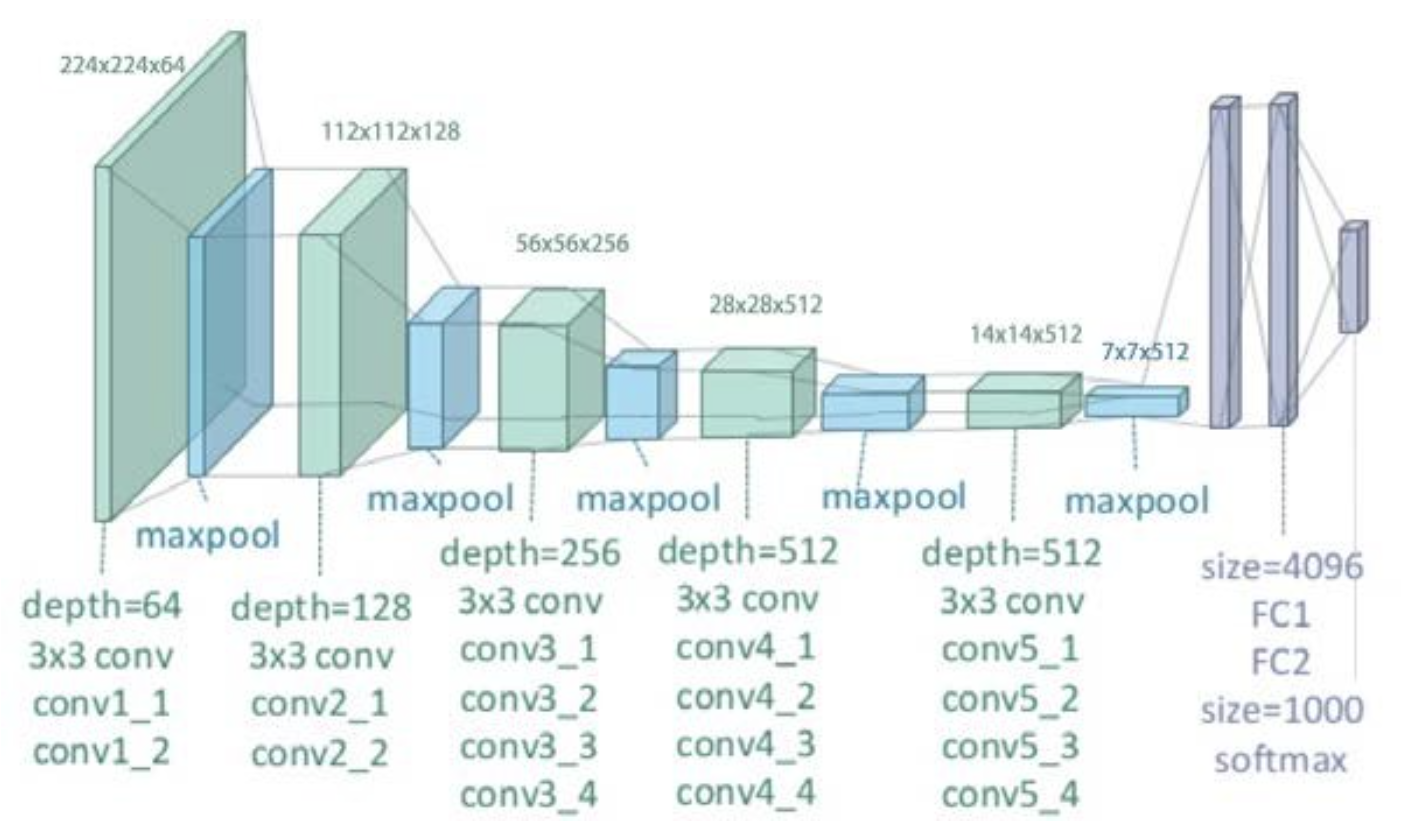 224x224x64
112x112x128
56x56x256
28x28x512
14x14x512
7x7x512
maxpool
maxpool
maxpool
maxpool
maxpool
depth=64
3x3 conv
conv1_1
conv1_2
depth=128
3x3 conv
conv2_1
conv2_2
depth=256
3x3 conv
conv3_1
conv3_2
conv3_3
conv3_4
depth=512
3x3 conv
conv4_1
conv4_2
conv4_3
conv4_4
depth=512
3x3 conv
conv5_1
conv5_2
conv5_3
conv5_4
size=4096
FC1
FC2
size=1000
softmax